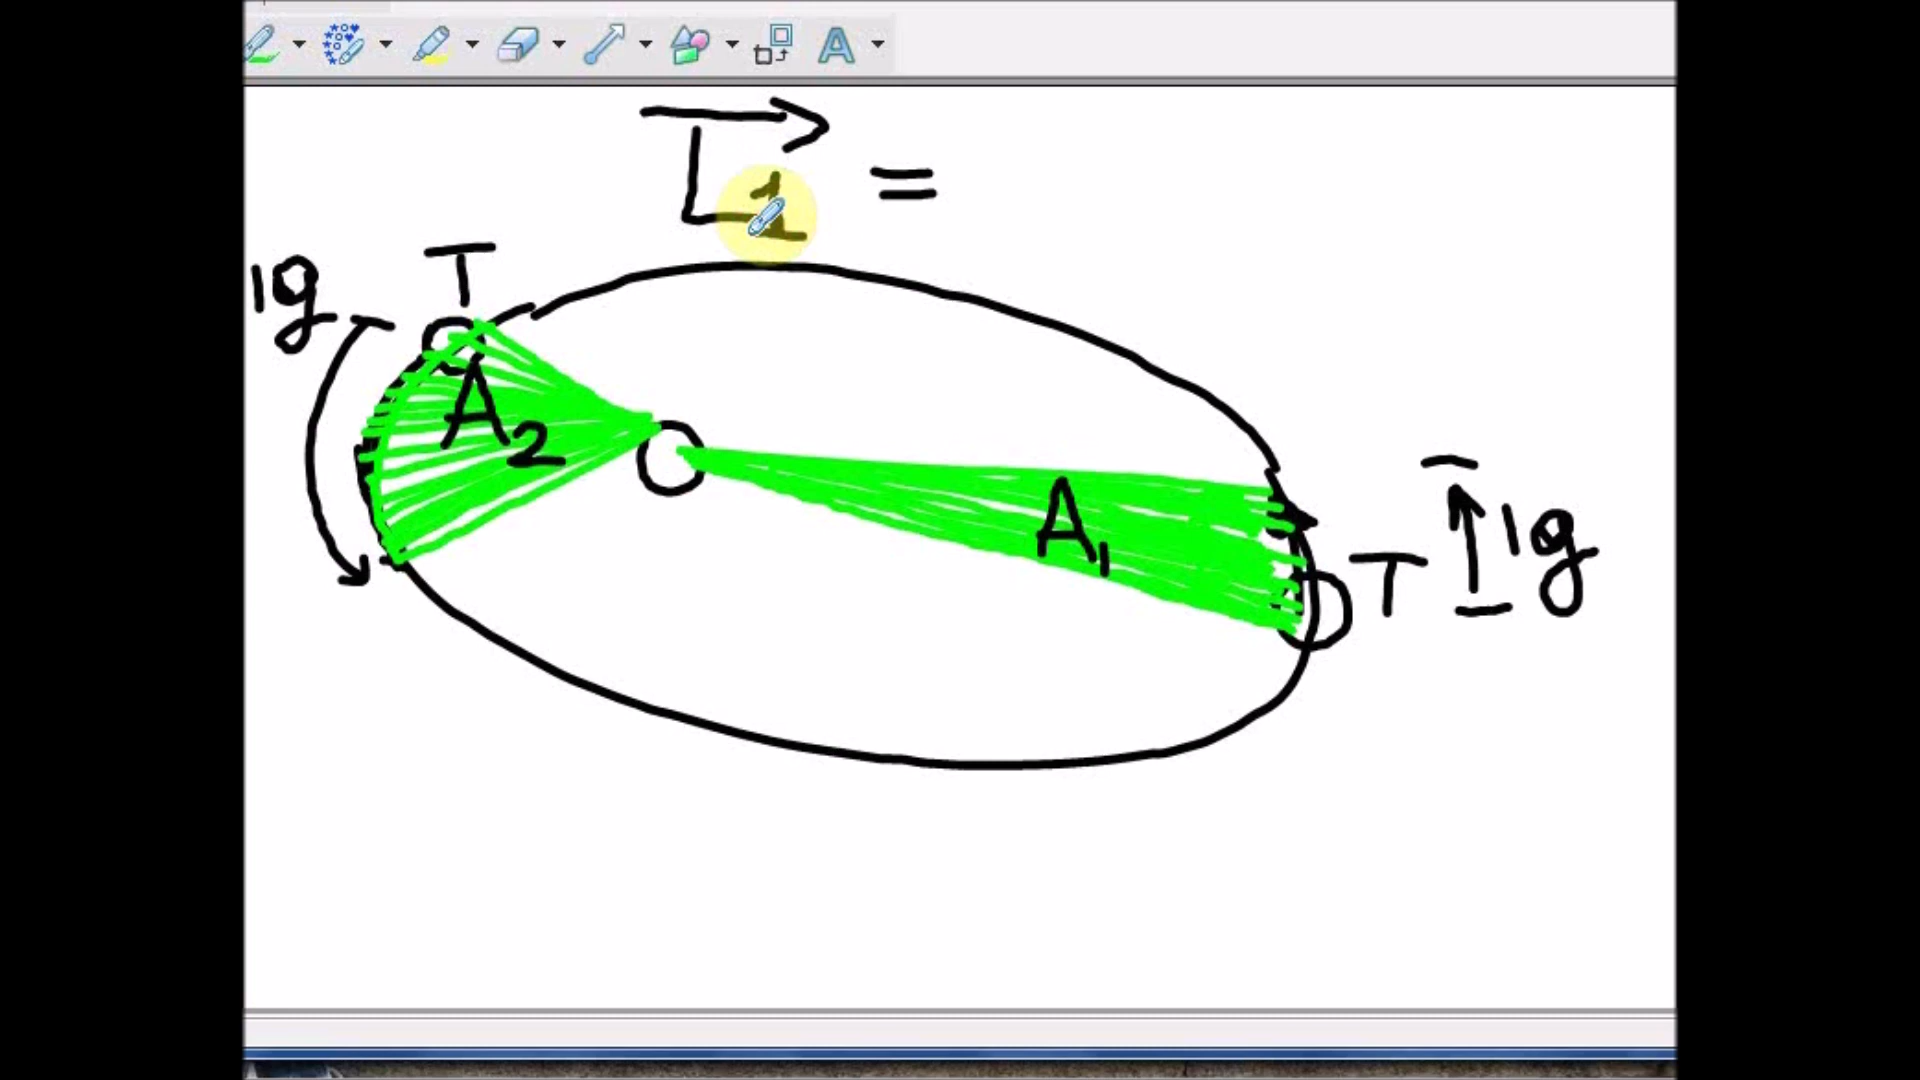 L1 =
1g T
A2
A1
T 1g